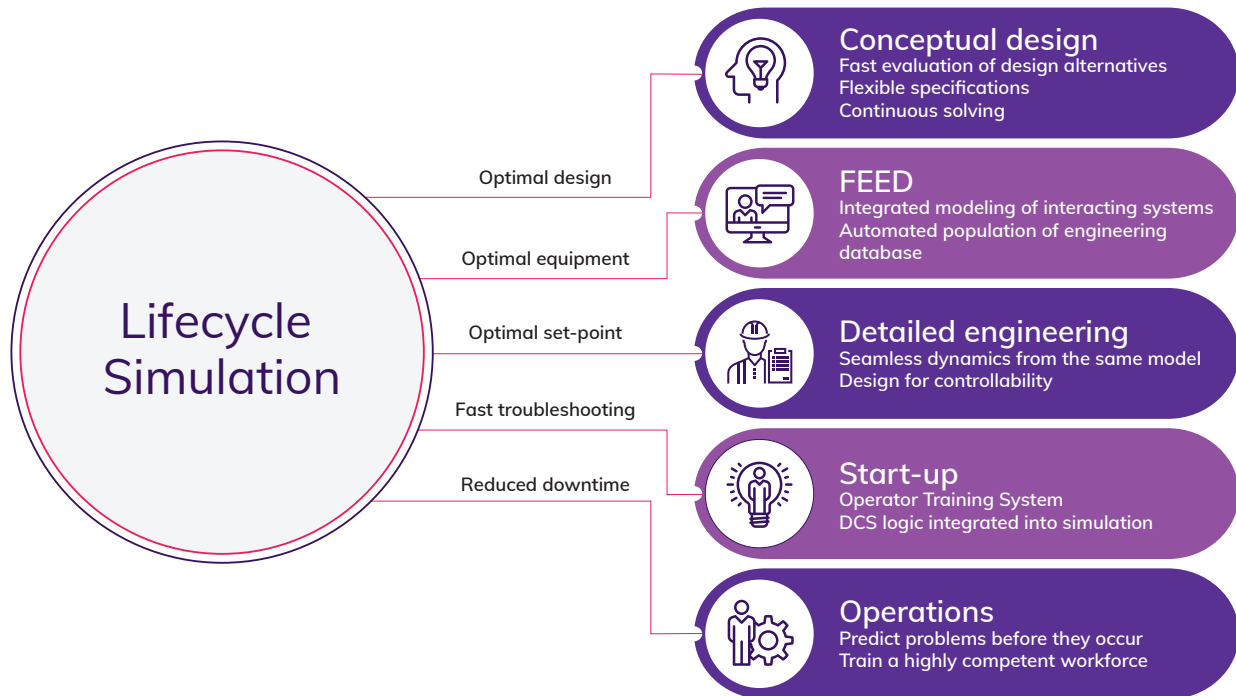 Lifecycle
Simulation
Optimal design
Optimal equipment
Optimal set-point
Fast troubleshooting
Reduced downtime
Conceptual design
Fast evaluation of design alternatives
Flexible specifications
Continuous solving
FEED
Integrated modeling of interacting systems
Automated population of engineering
database
Detailed engineering
Seamless dynamics from the same model
Design for controllability
Start-up
Operator Training System
DCS logic integrated into simulation
Operations
Predict problems before they occur
Train a highly competent workforce